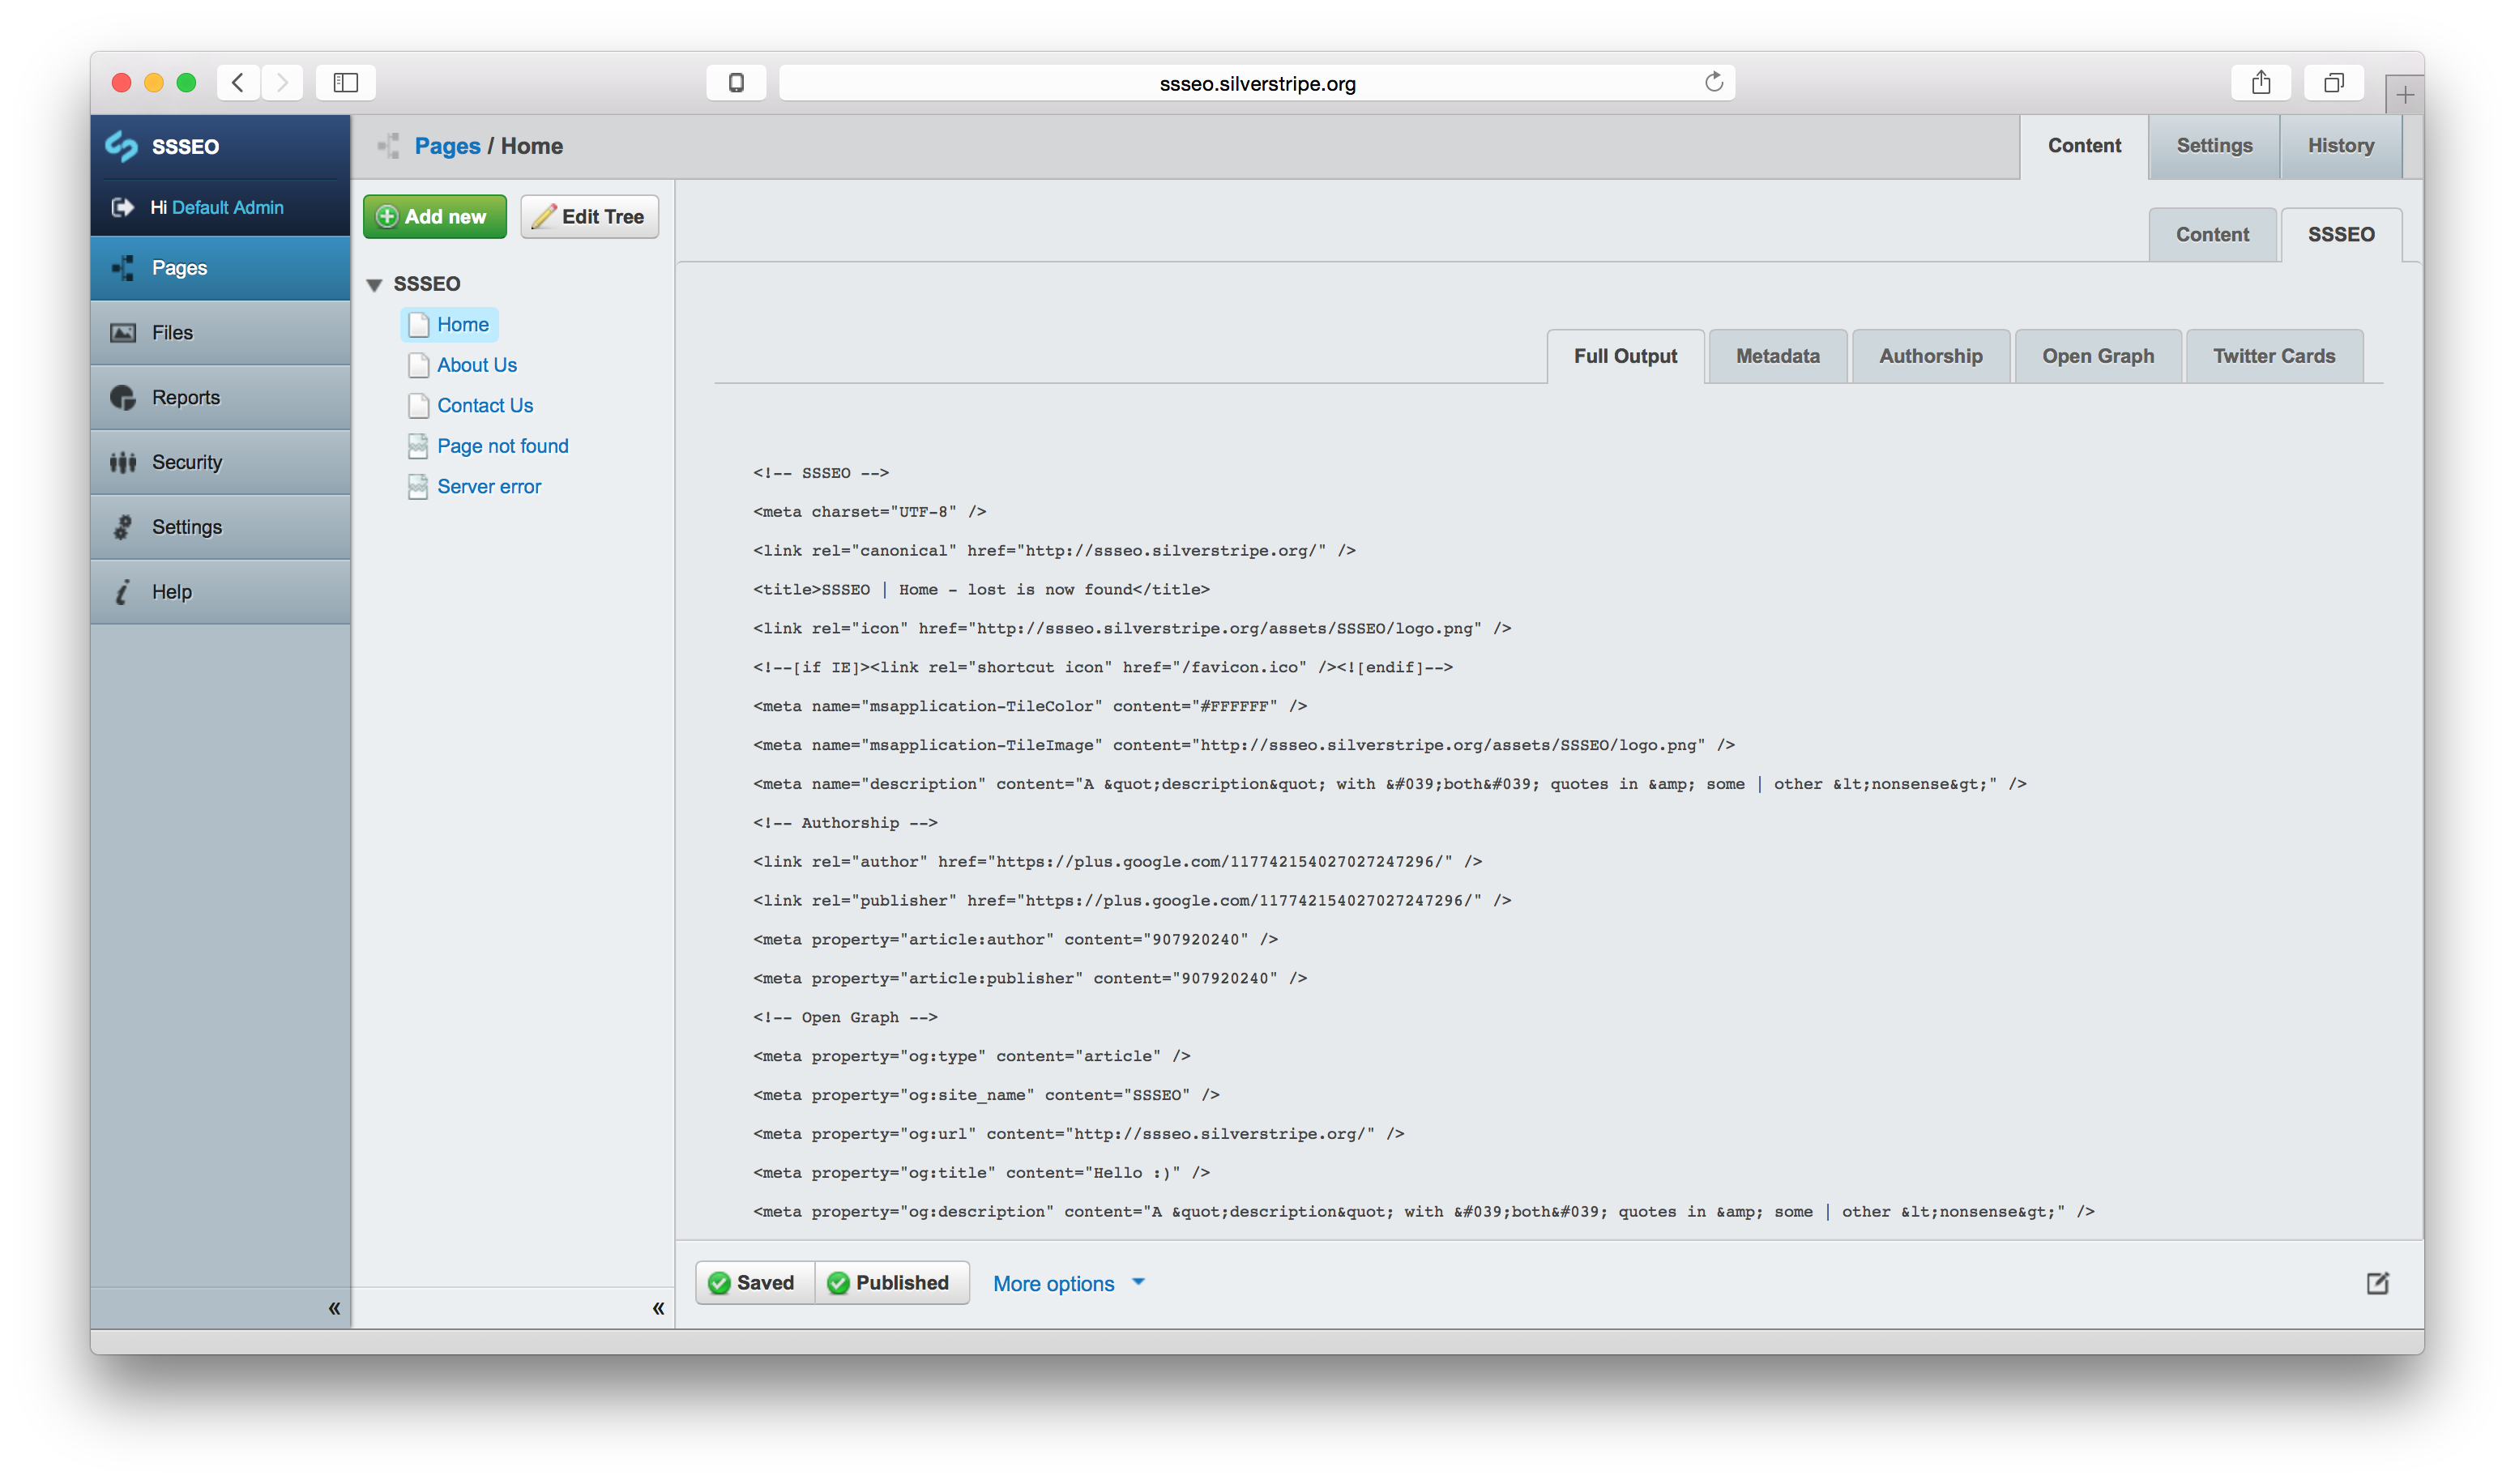 ssseo.silverstripe.org
SSSEO
Pages / Home
Content
Settings
History
Hi Default Admin
Add new
Edit Tree
Content
SSSEO
Pages
Files
Reports
Security
Settings
Help
SSSEO
Home
About Us
Contact Us
Page not found
Server error
Full Output
Metadata
Authorship
Open Graph
Twitter Cards
<!-- SSSEO -->
<meta charset="UTF-8" />
<link rel="canonical" href="http://ssseo.silverstripe.org/" />
<title>SSSEO | Home - lost is now found</title>
<link rel="icon" href="http://ssseo.silverstripe.org/assets/SSSEO/logo.png" />
<!--[if IE]><link rel="shortcut icon" href="/favicon.ico" /><![endif]-->
<meta name="msapplication-TileColor" content="#FFFFFF" />
<meta name="msapplication-TileImage" content="http://ssseo.silverstripe.org/assets/SSSEO/logo.png" />
<meta name="description" content="A &quot;description&quot; with &#039;both&#039; quotes in &amp; some | other &lt;nonsense&gt;" />
<!-- Authorship -->
<link rel="author" href="https://plus.google.com/117742154027027247296/" />
<link rel="publisher" href="https://plus.google.com/117742154027027247296/" />
<meta property="article:author" content="907920240" />
<meta property="article:publisher" content="907920240" />
<!-- Open Graph -->
<meta property="og:type" content="article" />
<meta property="og:site_name" content="SSSEO" />
<meta property="og:url" content="http://ssseo.silverstripe.org/" />
<meta property="og:title" content="Hello :)" />
<meta property="og:description" content="A &quot;description&quot; with &#039;both&#039; quotes in &amp; some | other &lt;nonsense&gt;" />
Saved
Published
More options
«
«